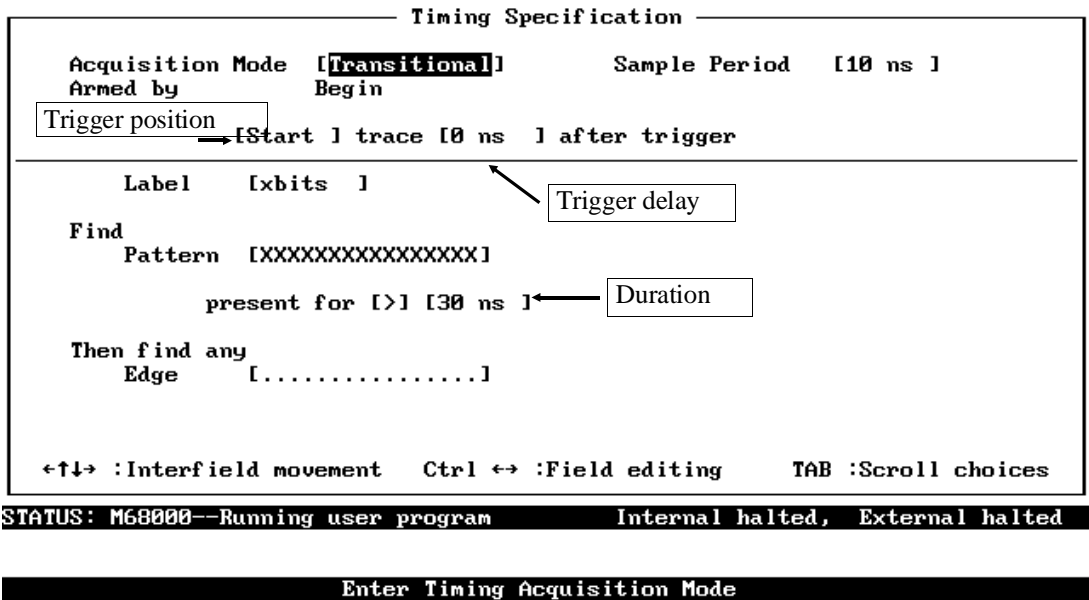 Timing Specification
Acquisition Mode [Transitional] Sample Period [10 ns ]
Armed by Begin
Trigger position
[Start ] trace [0 ns ] after trigger
Label [xbits ]
Trigger delay
Find
Pattern [XXXXXXXXXXXXXXXX]
present for [>] [30 ns ]
Duration
Then find any
Edge [................]
←↑↓→ :Interfield movement Ctrl ↔ :Field editing TAB :Scroll choices
STATUS: M68000--Running user program Internal halted, External halted
Enter Timing Acquisition Mode